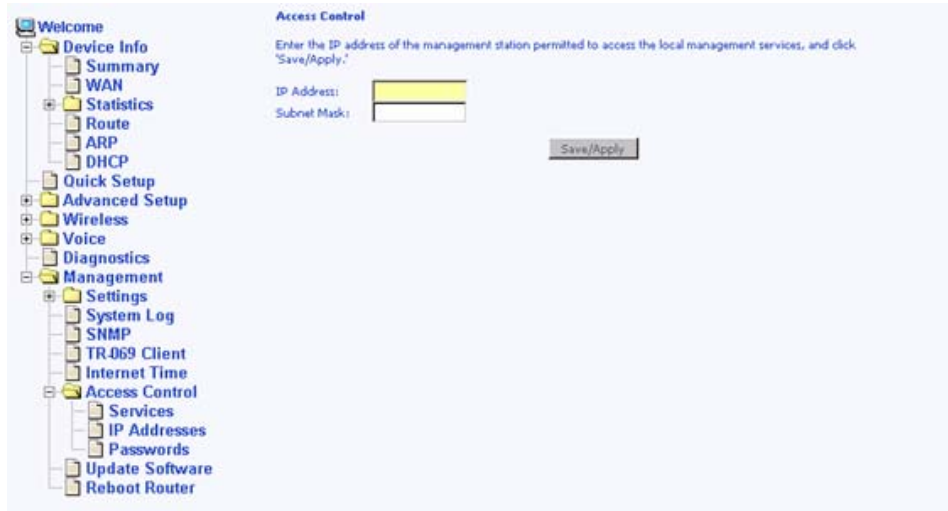 Welcome
Device Info
Summary
WAN
Statistics
Route
ARP
DHCP
Quick Setup
Advanced Setup
Wireless
Voice
Diagnostics
Management
Settings
System Log
SNMP
TR-069 Client
Internet Time
Access Control
Services
IP Addresses
Passwords
Update Software
Reboot Router
Access Control
Enter the IP address of the management station permitted to access the local management services, and click
'Save/Apply.'
IP Address:
Subnet Mask:
Save/Apply